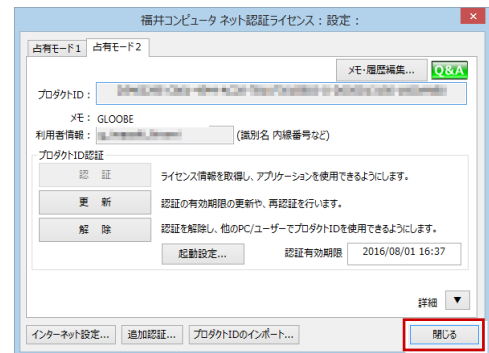 福井コンピュータ ネット認証ライセンス：設定：
占有モード1 占有モード2
メモ・履歴編集... Q&A
プロダクトID：
メモ： GLOOBE
利用者情報： (識別名 内線番号など)
プロダクトID認証
認 証 ライセンス情報を取得し、アプリケーションを使用できるようにします。
更 新 認証の有効期限の更新や、再認証を行います。
解 除 認証を解除し、他のPC/ユーザーでプロダクトIDを使用できるようにします。
起動設定... 認証有効期限 2016/08/01 16:37
詳細 ▼
インターネット設定... 追加認証... プロダクトIDのインポート... 閉じる